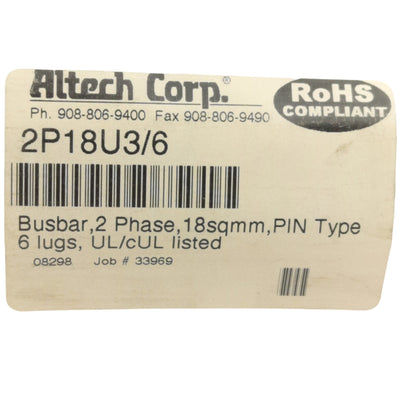 Altech Corp.®
RoHS
COMPLIANT
Ph. 908-806-9400 Fax 908-806-9490
2P18U3/6
Busbar,2 Phase,18sqmm,PIN Type
6 lugs, UL/cUL listed
08298 Job # 33969